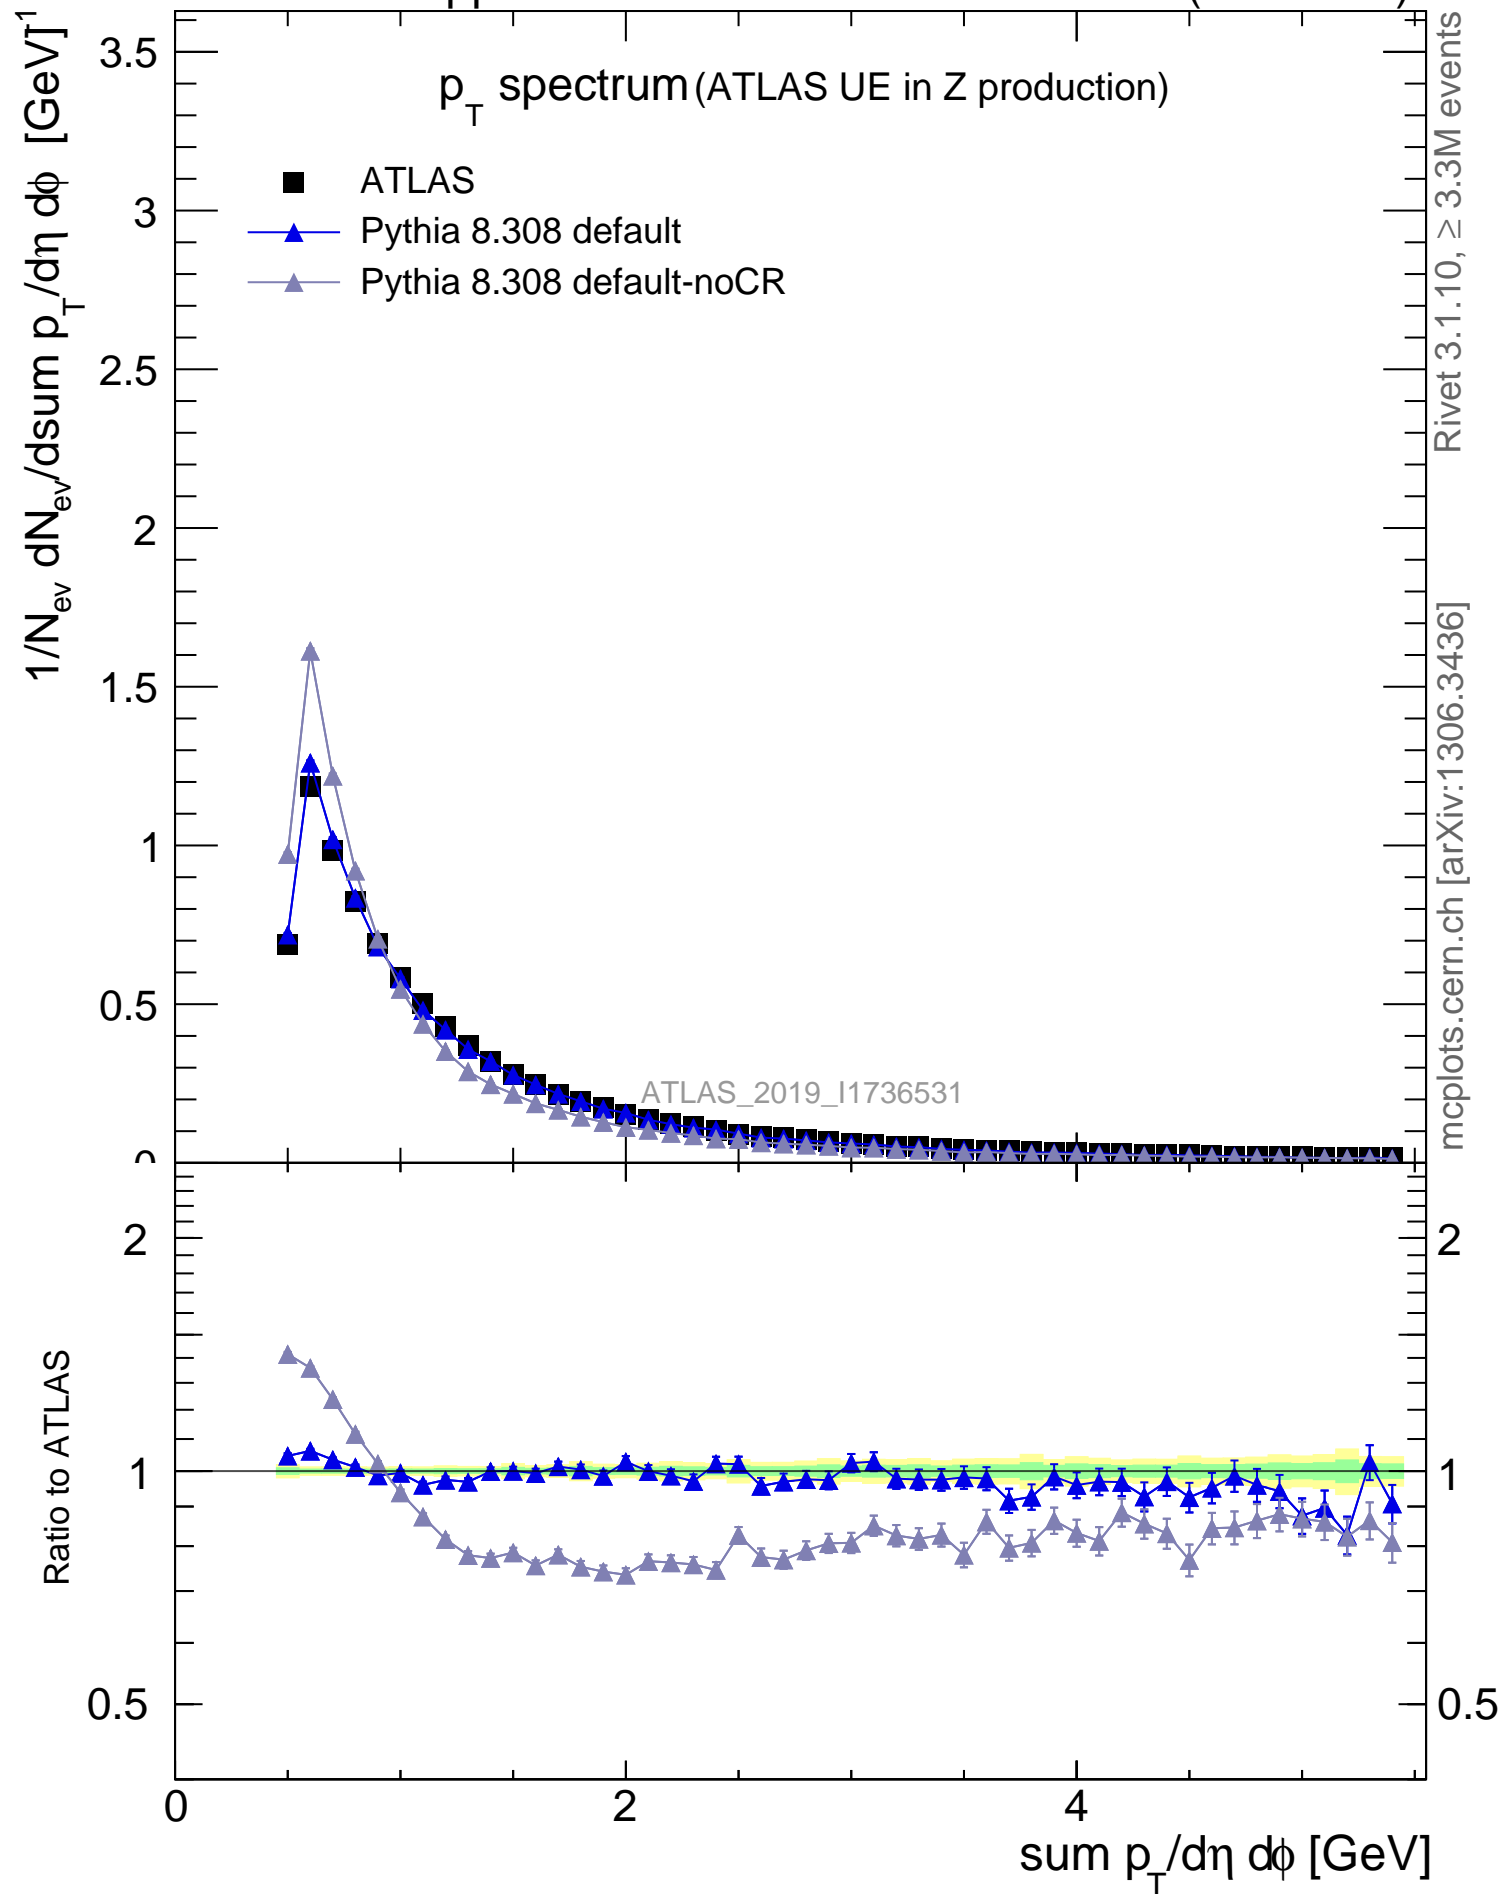 p_T spectrum (ATLAS UE in Z production)
ATLAS
Pythia 8.308 default
Pythia 8.308 default-noCR
1/N_ev dN_ev/dsum p_T/dη dϕ [GeV]^-1
3.5
3
2.5
2
1.5
1
0.5
0
ATLAS_2019_I1736531
Rivet 3.1.10, ≥ 3.3M events
mcplots.cern.ch [arXiv:1306.3436]
Ratio to ATLAS
2
1
0.5
2
1
0.5
0
2
4
sum p_T/dη dϕ [GeV]